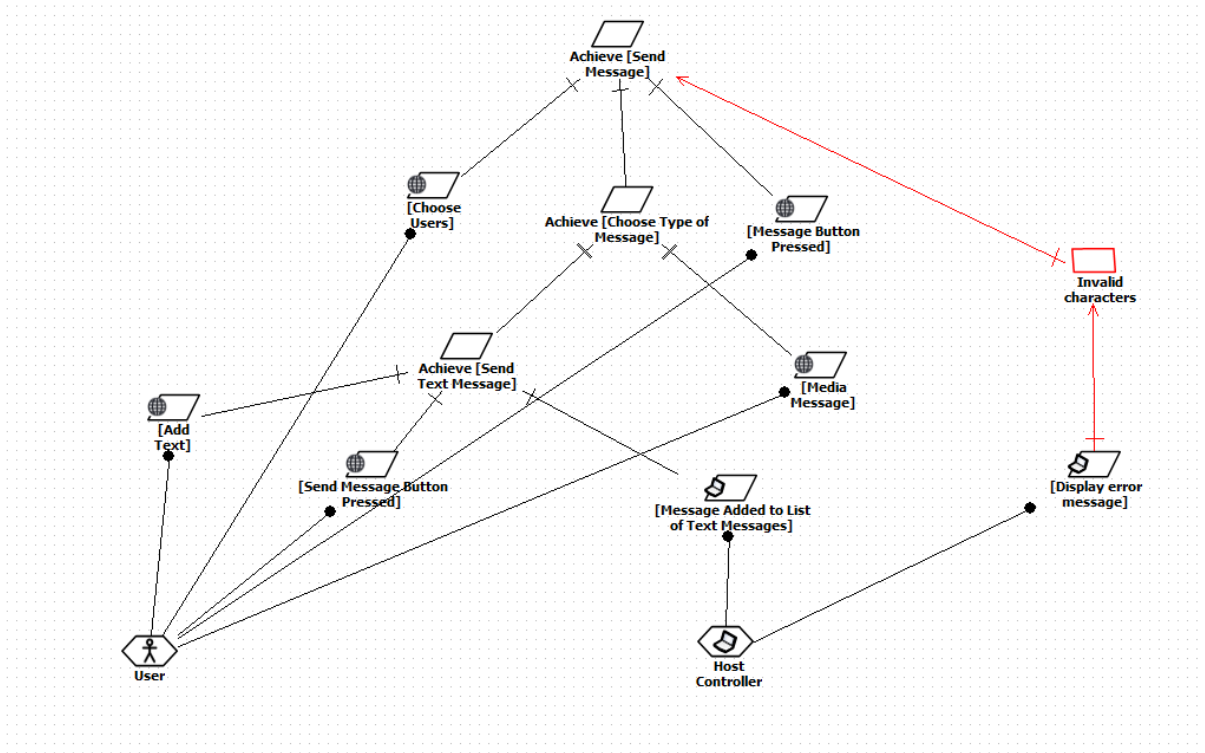 Achieve [Send
Message]
[Choose
Users]
Achieve [Choose Type of
Message]
[Message Button
Pressed]
Invalid
characters
Achieve [Send
Text Message]
[Media
Message]
[Add
Text]
[Send Message Button
Pressed]
[Message Added to List
of Text Messages]
[Display error
message]
User
Host
Controller